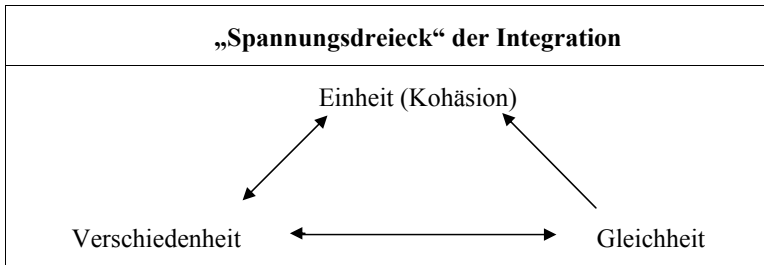 „Spannungsdreieck“ der Integration
Einheit (Kohäsion)
Verschiedenheit Gleichheit